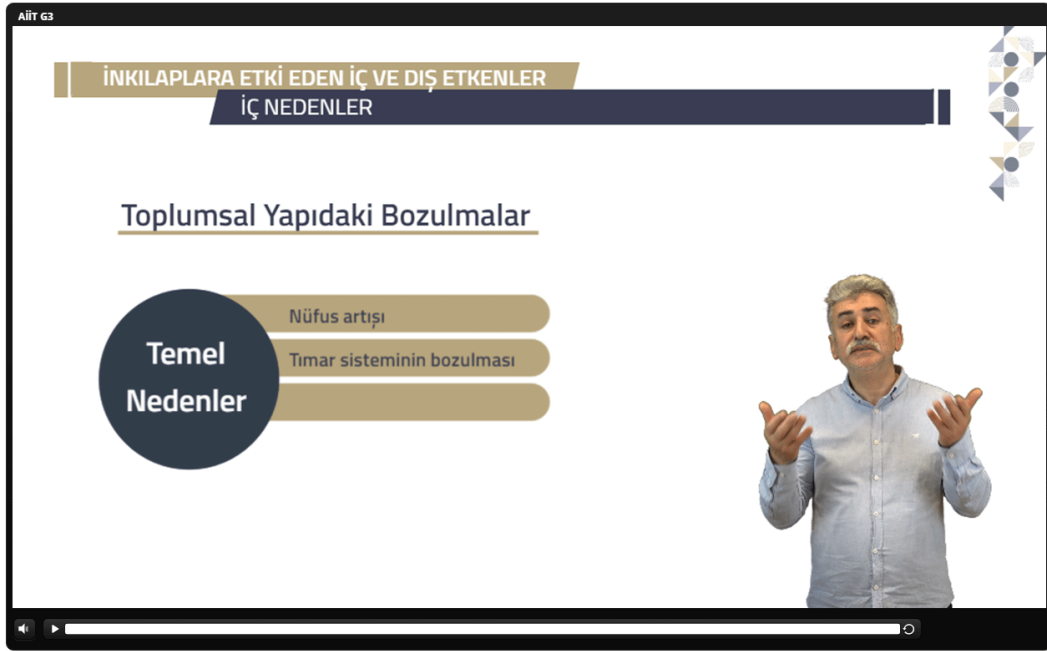 AİİT G3
İNKILAPLARA ETKİ EDEN İÇ VE DIŞ ETKENLER
İÇ NEDENLER
Toplumsal Yapıdaki Bozulmalar
Temel
Nedenler
Nüfus artışı
Tımar sisteminin bozulması